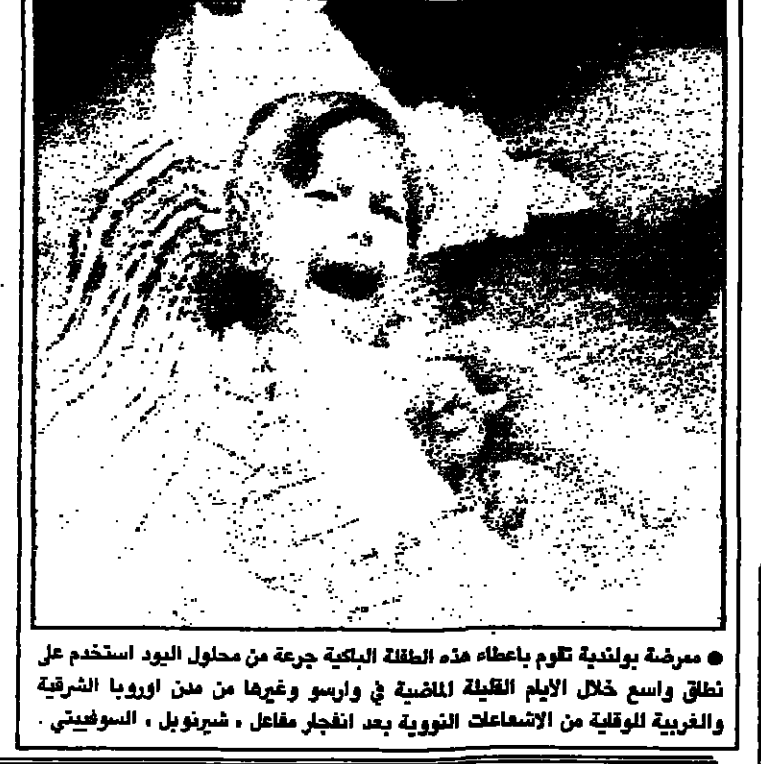 ● ممرضة بولندية تقوم باعطاء هذه الطفلة الباكية جرعة من محلول اليود استخدم على
نطاق واسع خلال الايام القليلة الماضية في وارسو وغيرها من مدن اوروبا الشرقية
والغربية للوقاية من الاشعاعات النووية بعد انفجار مفاعل « شيرنوبل » السوفييتي .